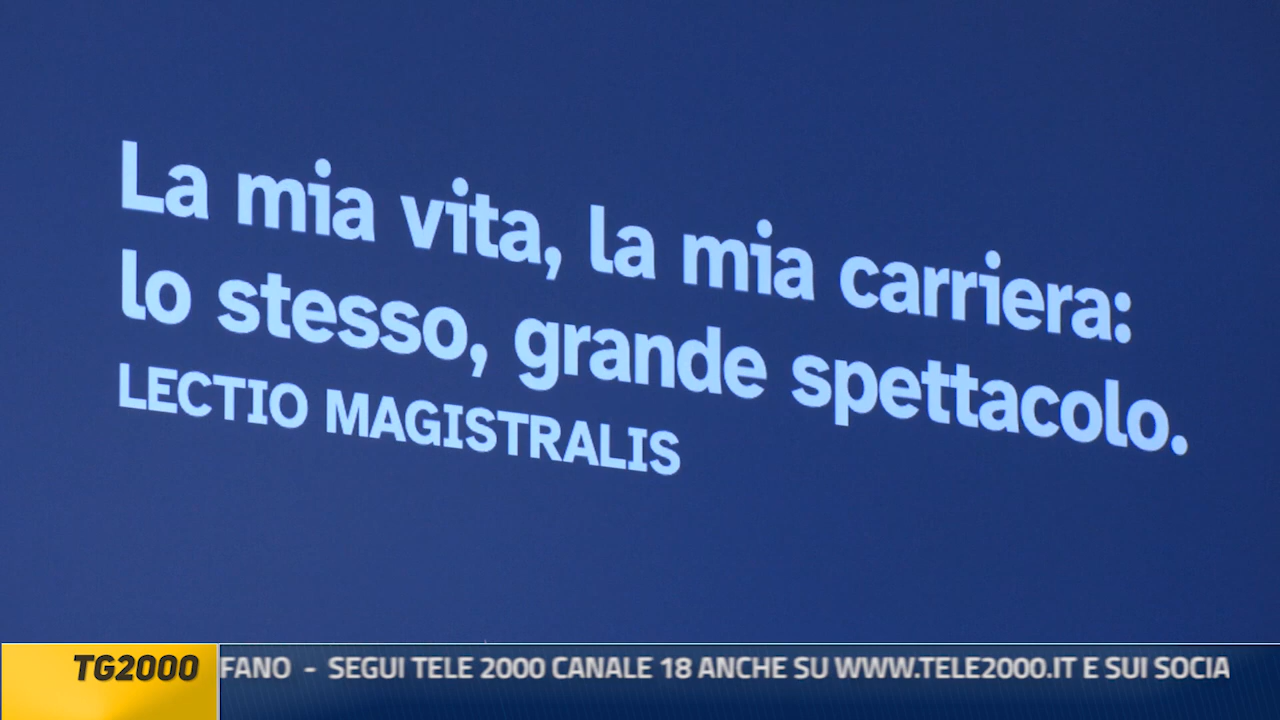 La mia vita, la mia carriera:
lo stesso, grande spettacolo.
LECTIO MAGISTRALIS
TG2000
FANO - SEGUI TELE 2000 CANALE 18 ANCHE SU WWW.TELE2000.IT E SUI SOCIA